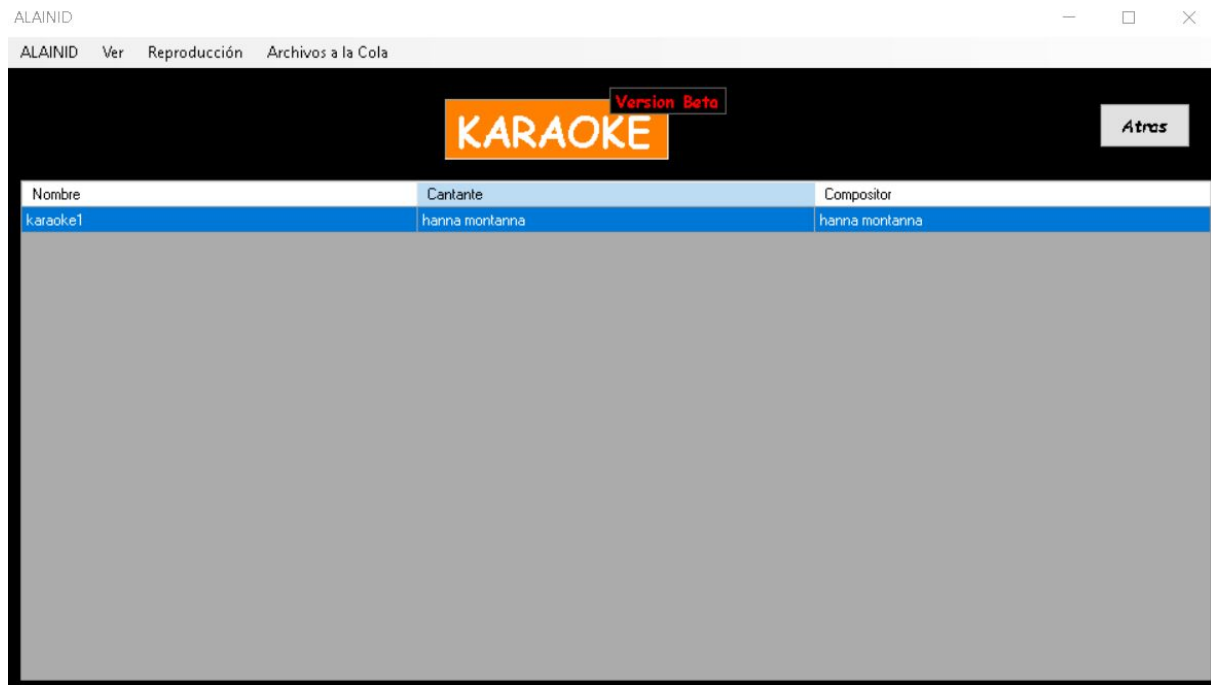 ALAINID
ALAINID Ver Reproducción Archivos a la Cola
Version Beta
KARAOKE
Atras
Nombre Cantante Compositor
karaoke1 hanna montanna hanna montanna